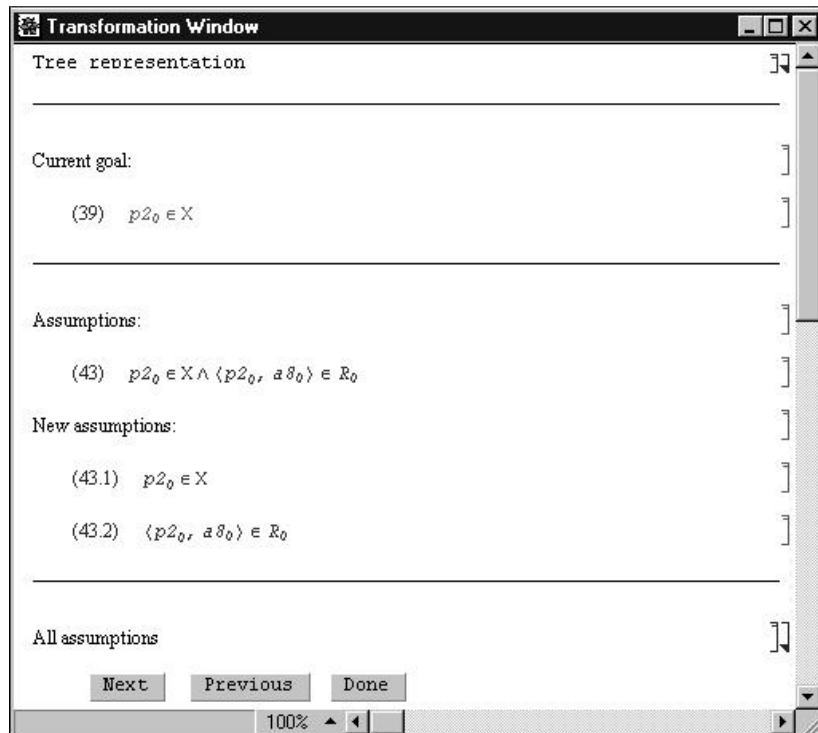 Transformation Window
Tree representation
Current goal:
(39) p2₀ ∈ X
Assumptions:
(43) p2₀ ∈ X ∧ ⟨p2₀, a8₀⟩ ∈ R₀
New assumptions:
(43.1) p2₀ ∈ X
(43.2) ⟨p2₀, a8₀⟩ ∈ R₀
All assumptions
Next Previous Done
100%